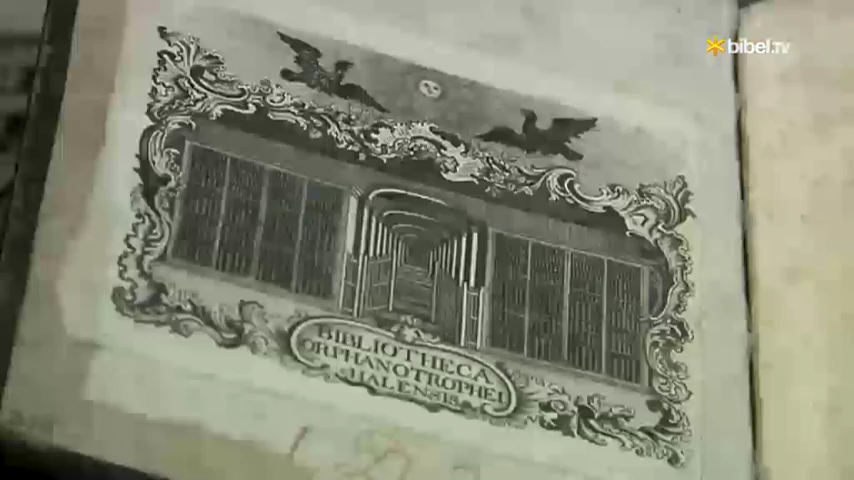 bibel.tv
BIBLIOTHECA
ORPHANOTROPHEI
HALENSIS